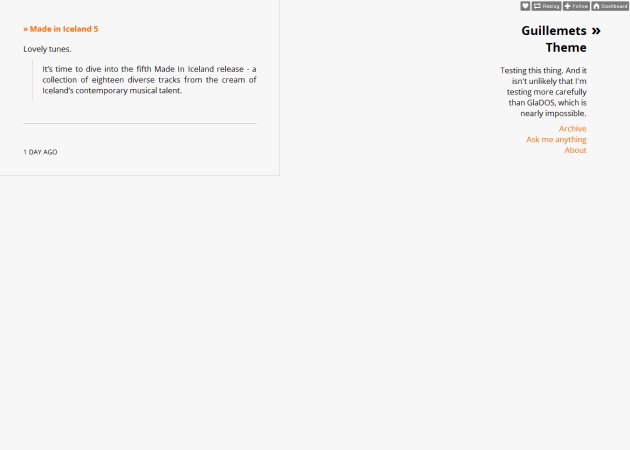 Reblog Follow Dashboard
» Made in Iceland 5
Lovely tunes.
It's time to dive into the fifth Made In Iceland release - a
collection of eighteen diverse tracks from the cream of
Iceland's contemporary musical talent.
1 DAY AGO
Guillemets »
Theme
Testing this thing. And it
isn't unlikely that I'm
testing more carefully
than GlaDOS, which is
nearly impossible.
Archive
Ask me anything
About